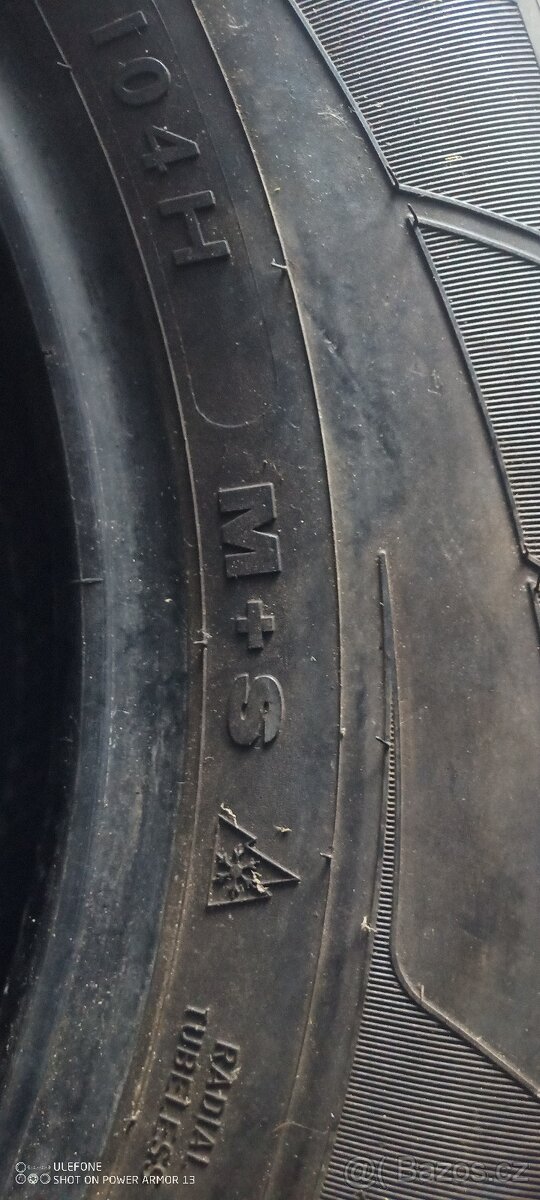 104H
M+S
RADIAL
TUBELESS
ULEFONE
SHOT ON POWER ARMOR 13
Bazos.cz